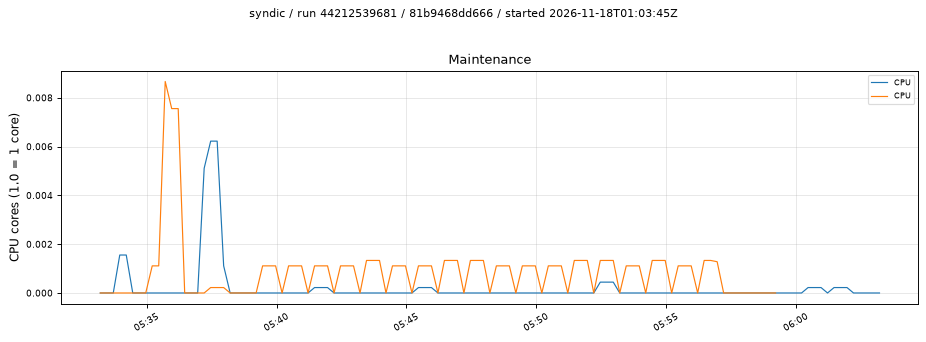 syndic / run 44212539681 / 81b9468dd666 / started 2026-11-18T01:03:45Z
Maintenance
CPU
CPU
CPU cores (1.0 = 1 core)
0.008
0.006
0.004
0.002
0.000
05:35
05:40
05:45
05:50
05:55
06:00